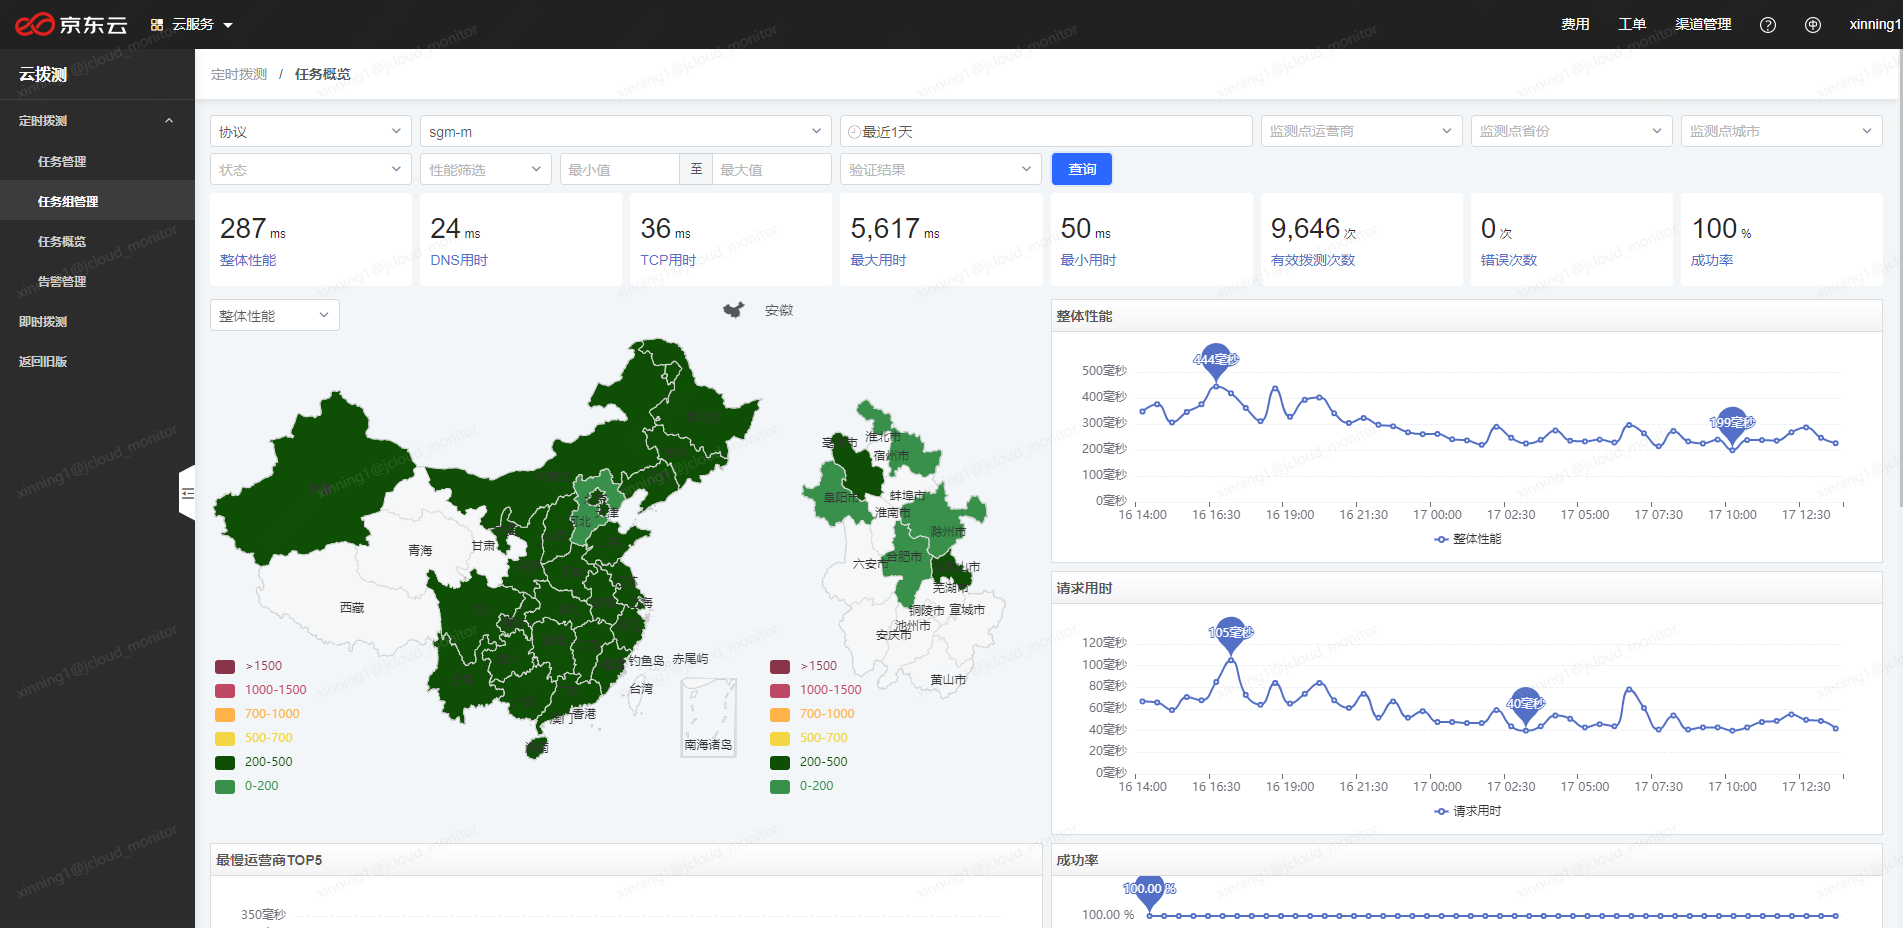 京东云
云服务
费用
工单
渠道管理
xinning1
云拨测
定时拨测
任务管理
任务组管理
任务概览
告警管理
即时拨测
返回旧版
定时拨测 / 任务概览
协议
sgm-m
最近1天
监测点运营商
监测点省份
监测点城市
状态
性能筛选
最小值
至
最大值
验证结果
查询
287 ms
整体性能
24 ms
DNS用时
36 ms
TCP用时
5,617 ms
最大用时
50 ms
最小用时
9,646 次
有效拨测次数
0 次
错误次数
100 %
成功率
整体性能
安徽
青海
甘肃
西藏
河北
钓鱼岛
赤尾屿
台湾
香港
澳门
南海诸岛
>1500
1000-1500
700-1000
500-700
200-500
0-200
淮北市
宿州市
阜阳市
蚌埠市
淮南市
滁州市
合肥市
六安市
芜湖市
铜陵市
宣城市
池州市
安庆市
黄山市
>1500
1000-1500
700-1000
500-700
200-500
0-200
整体性能
444毫秒
199毫秒
500毫秒
400毫秒
300毫秒
200毫秒
100毫秒
0毫秒
16 14:00
16 16:30
16 19:00
16 21:30
17 00:00
17 02:30
17 05:00
17 07:30
17 10:00
17 12:30
整体性能
请求用时
105毫秒
40毫秒
120毫秒
100毫秒
80毫秒
60毫秒
40毫秒
20毫秒
0毫秒
16 14:00
16 16:30
16 19:00
16 21:30
17 00:00
17 02:30
17 05:00
17 07:30
17 10:00
17 12:30
请求用时
最慢运营商TOP5
350毫秒
成功率
100.00 %
100.00 %
xinning1@jcloud_monitor